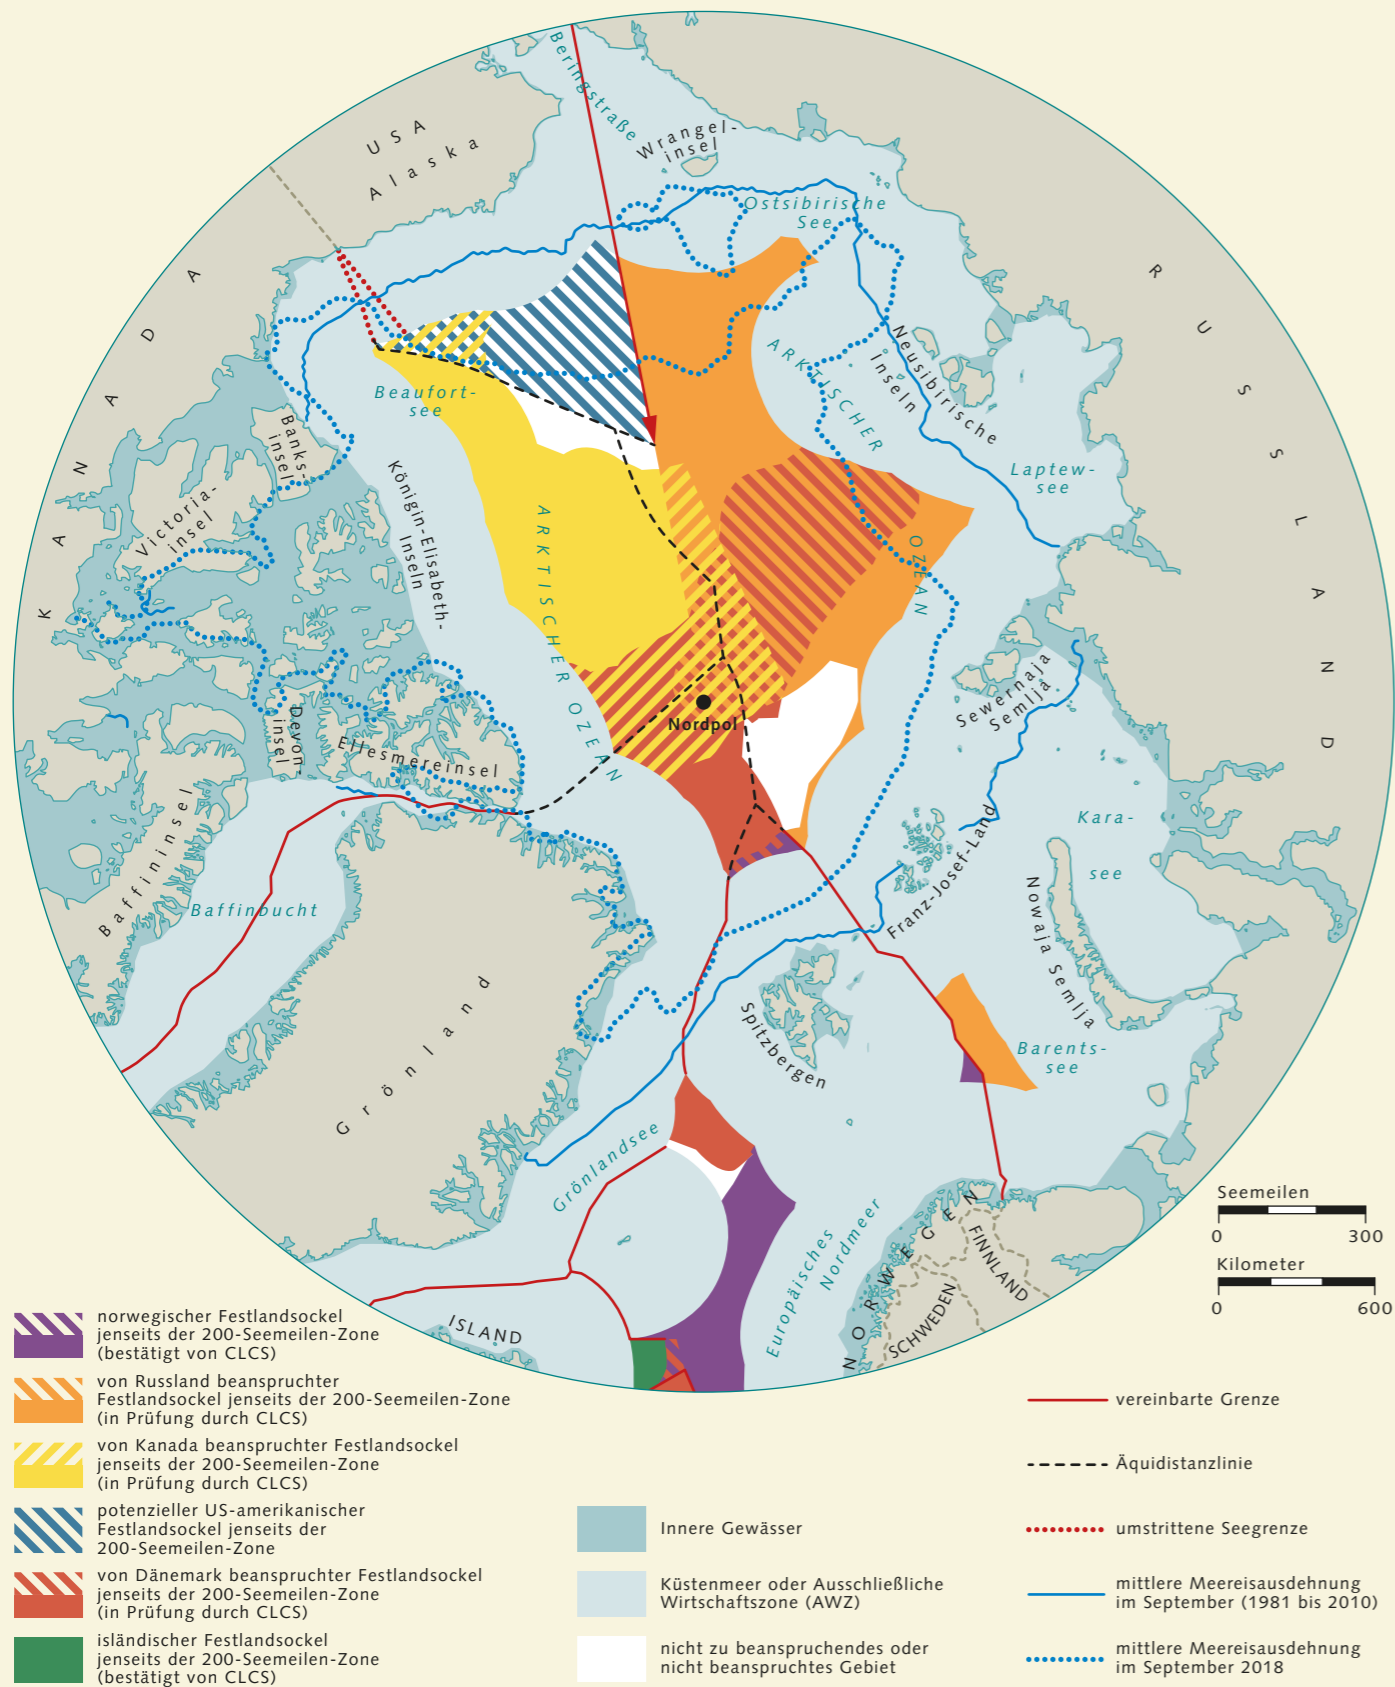 Beringstraße
USA
Alaska
Wrangel-
insel
Ostsibirische
See
KANADA
RUSSLAND
Beaufort-
see
Banks-
insel
Victoria-
insel
Königin-Elisabeth-
Inseln
ARKTISCHER OZEAN
ARKTISCHER
OZEAN
Neusibirische
Inseln
Laptew-
see
Sewernaja
Semlja
Nordpol
Devon-
insel
Ellesmereinsel
Baffininsel
Baffinbucht
Kara-
see
Franz-Josef-Land
Nowaja Semlja
Barents-
see
Spitzbergen
Grönland
Grönlandsee
Europäisches
Nordmeer
ISLAND
NORWEGEN
SCHWEDEN
FINNLAND
Seemeilen
0 300
Kilometer
0 600
norwegischer Festlandsockel
jenseits der 200-Seemeilen-Zone
(bestätigt von CLCS)
von Russland beanspruchter
Festlandsockel jenseits der 200-Seemeilen-Zone
(in Prüfung durch CLCS)
von Kanada beanspruchter Festlandsockel
jenseits der 200-Seemeilen-Zone
(in Prüfung durch CLCS)
potenzieller US-amerikanischer
Festlandsockel jenseits der
200-Seemeilen-Zone
von Dänemark beanspruchter Festlandsockel
jenseits der 200-Seemeilen-Zone
(in Prüfung durch CLCS)
isländischer Festlandsockel
jenseits der 200-Seemeilen-Zone
(bestätigt von CLCS)
Innere Gewässer
Küstenmeer oder Ausschließliche
Wirtschaftszone (AWZ)
nicht zu beanspruchendes oder
nicht beanspruchtes Gebiet
vereinbarte Grenze
Äquidistanzlinie
umstrittene Seegrenze
mittlere Meereisausdehnung
im September (1981 bis 2010)
mittlere Meereisausdehnung
im September 2018